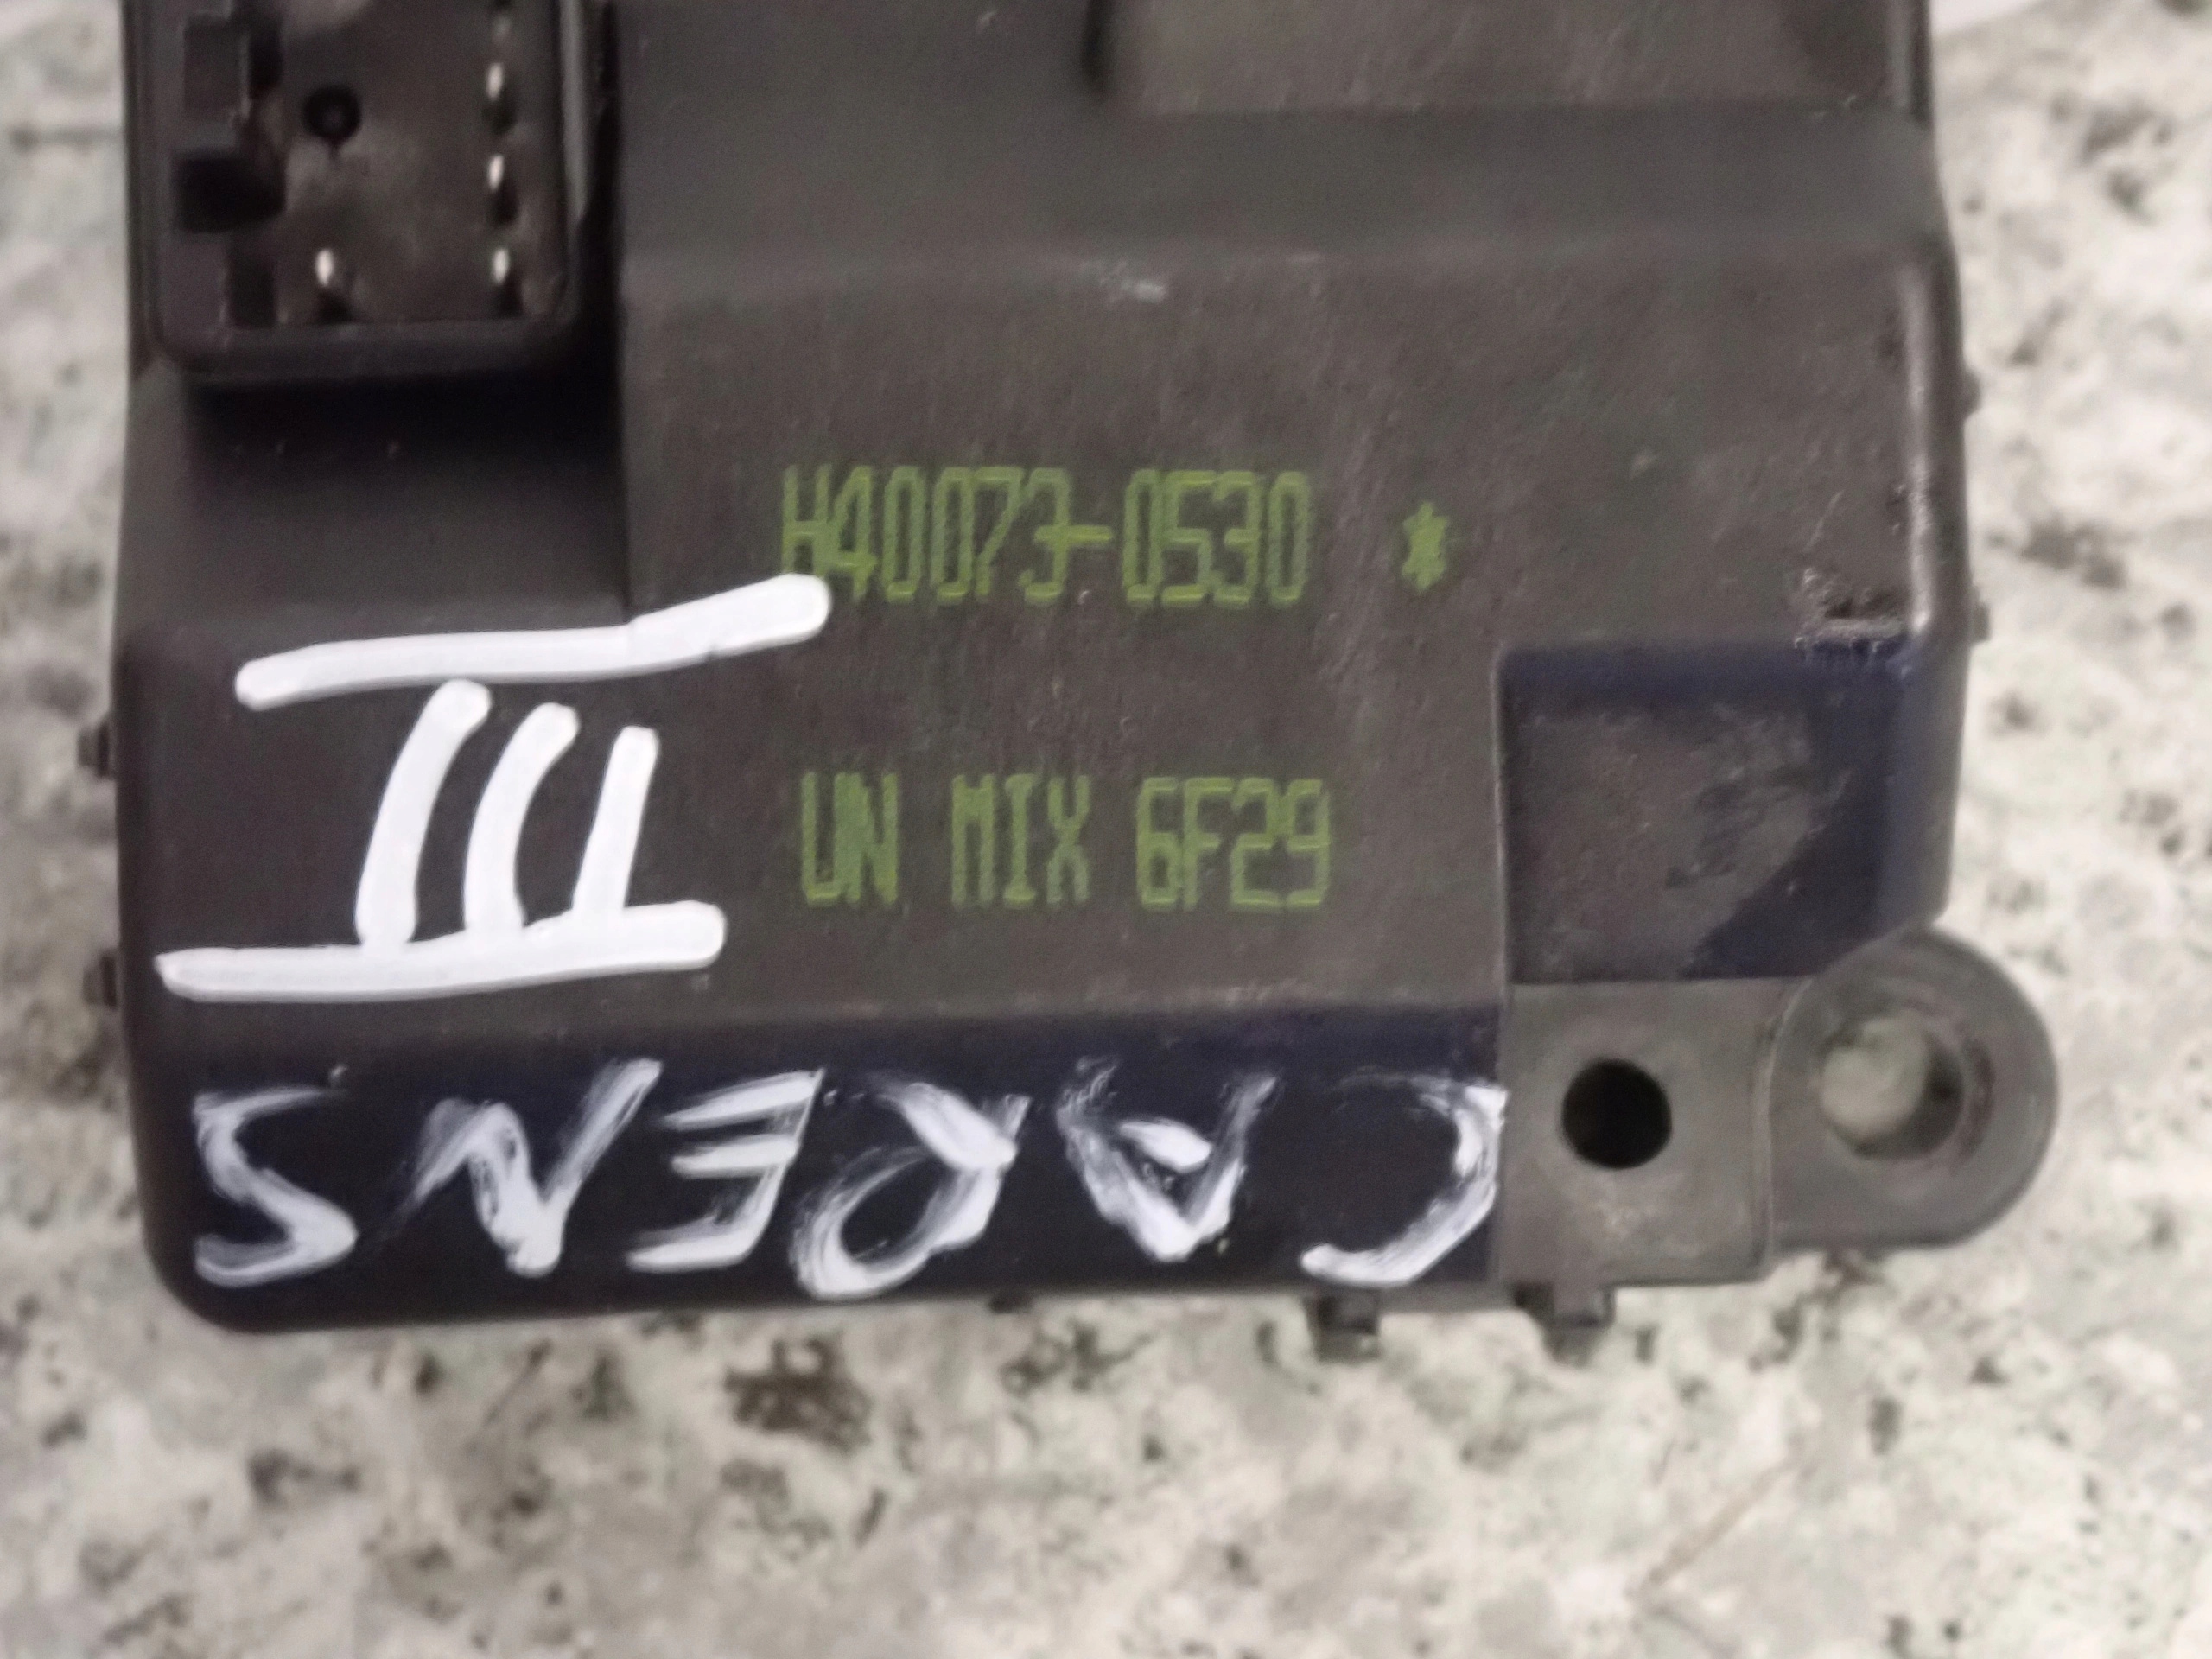 H40073-0530 *
UN MIX 6F29
III
CARENS